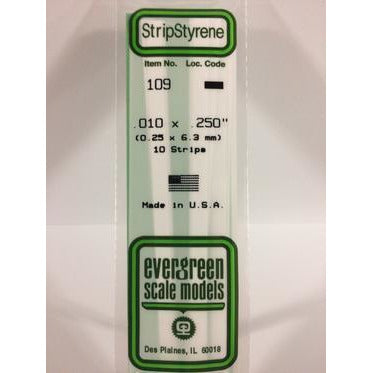 StripStyrene
Item No. Loc. Code
109
.010 x .250"
(0.25 x 6.3 mm)
10 Strips
Made in U.S.A.
evergreen
scale models
Des Plaines, IL 60018